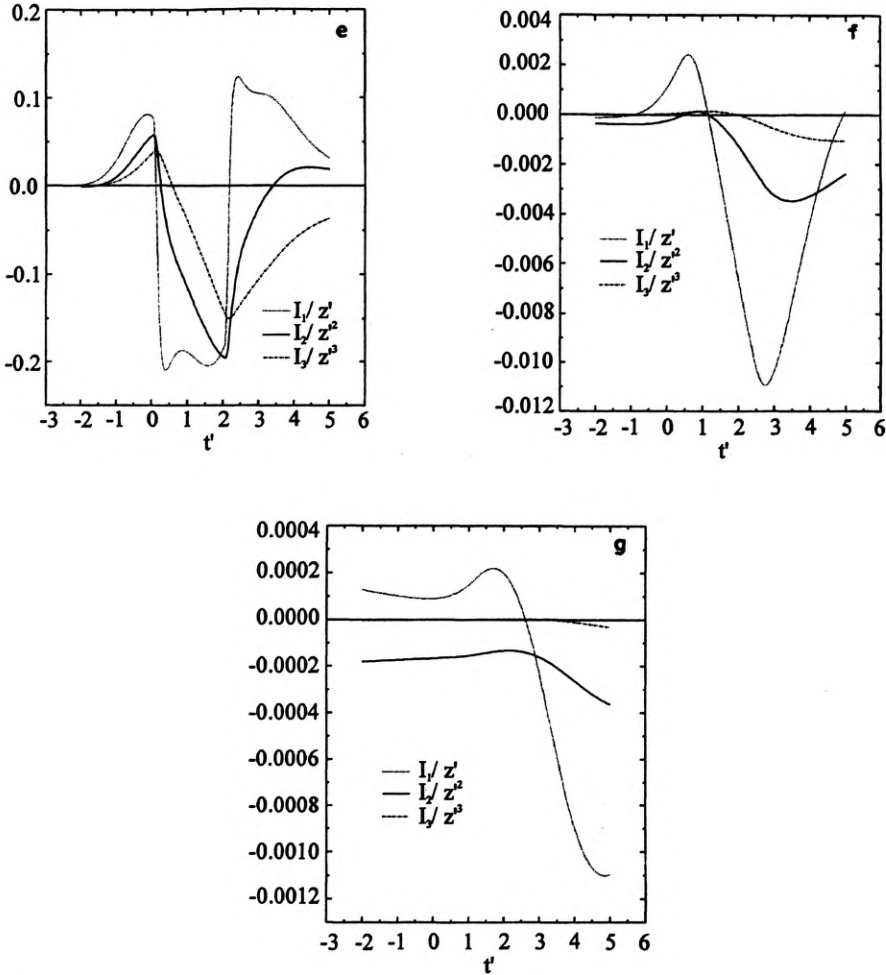 e
0.2
0.1
0.0
-0.1
-0.2
I₁/ z'
I₂/ z'²
I₃/ z'³
-3 -2 -1 0 1 2 3 4 5 6
t'
f
0.004
0.002
0.000
-0.002
-0.004
-0.006
-0.008
-0.010
-0.012
I₁/ z'
I₂/ z'²
I₃/ z'³
-3 -2 -1 0 1 2 3 4 5 6
t'
g
0.0004
0.0002
0.0000
-0.0002
-0.0004
-0.0006
-0.0008
-0.0010
-0.0012
I₁/ z'
I₂/ z'²
I₃/ z'³
-3 -2 -1 0 1 2 3 4 5 6
t'